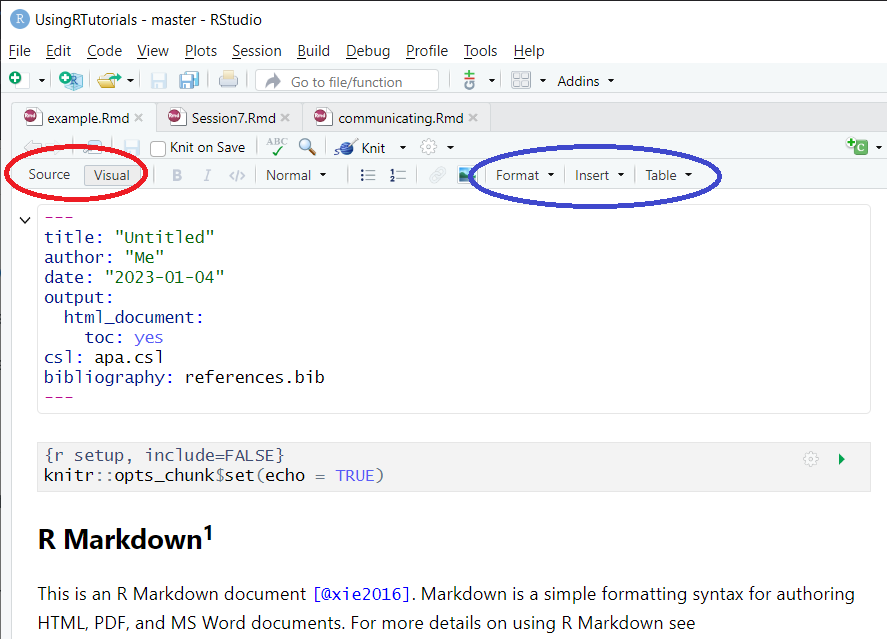 UsingRTutorials - master - RStudio
File Edit Code View Plots Session Build Debug Profile Tools Help
Go to file/function Addins
example.Rmd Session7.Rmd communicating.Rmd
Knit on Save ABC Knit
Source Visual B I </> Normal Format Insert Table
---
title: "Untitled"
author: "Me"
date: "2023-01-04"
output:
  html_document:
    toc: yes
csl: apa.csl
bibliography: references.bib
---
{r setup, include=FALSE}
knitr::opts_chunk$set(echo = TRUE)
R Markdown¹
This is an R Markdown document [@xie2016]. Markdown is a simple formatting syntax for authoring
HTML, PDF, and MS Word documents. For more details on using R Markdown see